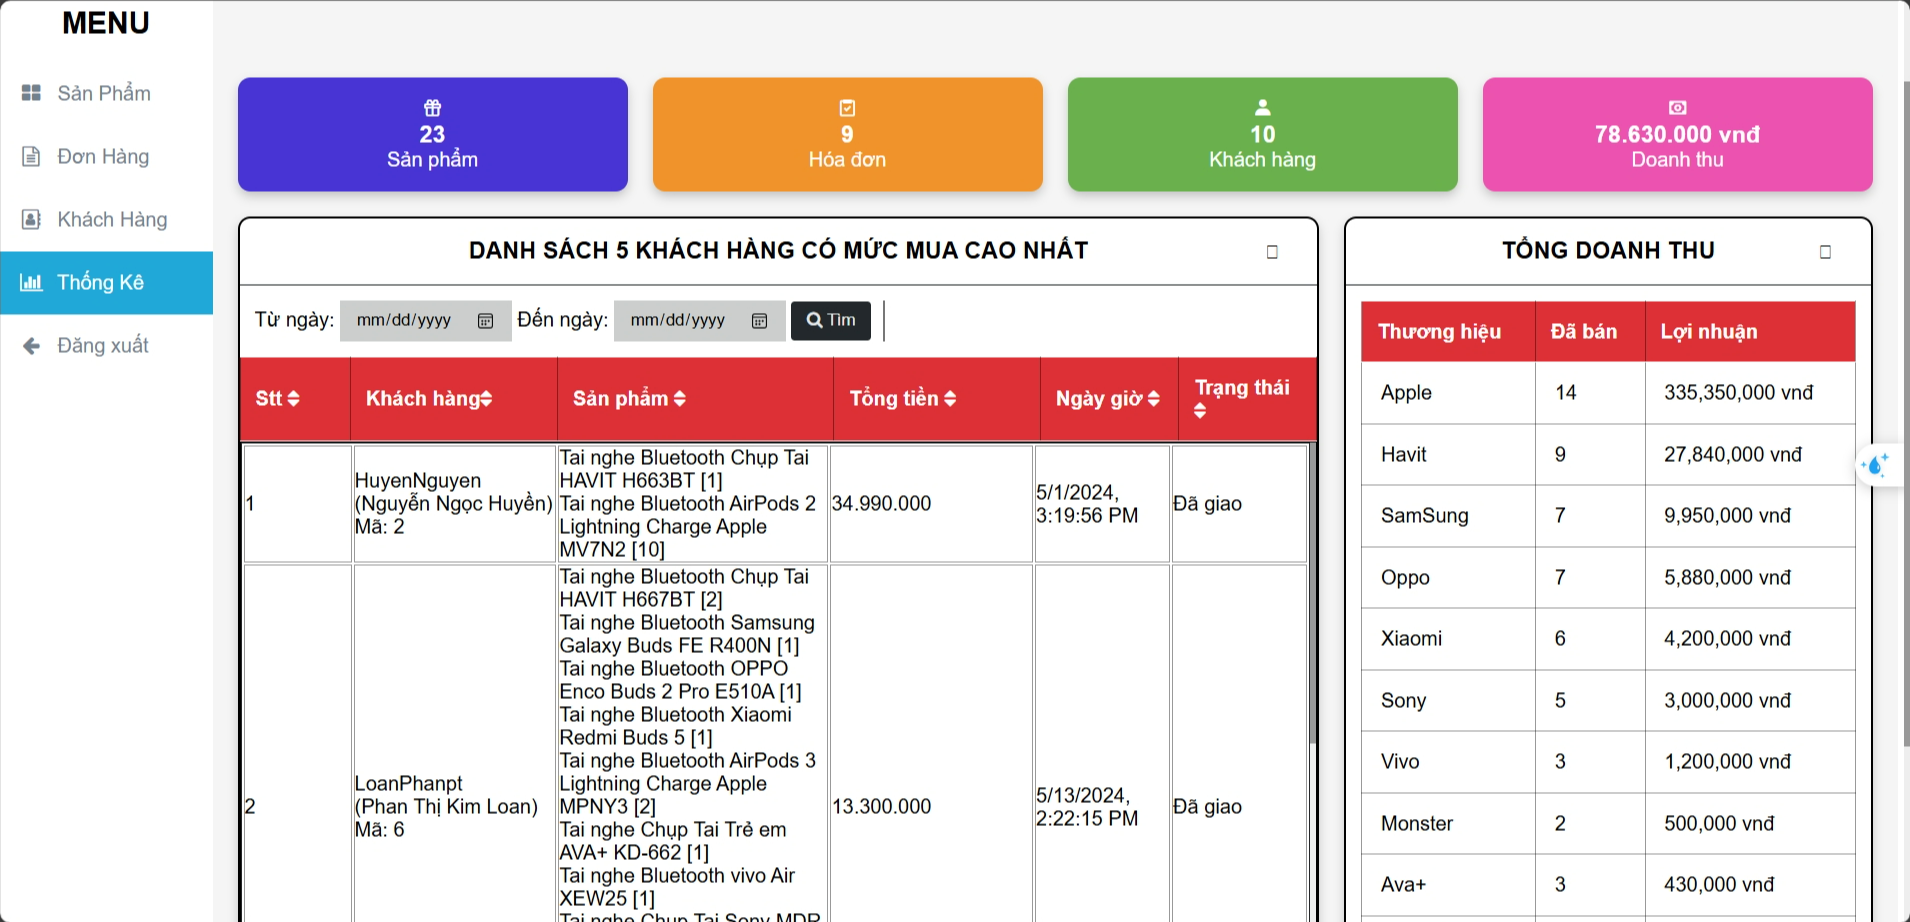 MENU
Sản Phẩm
Đơn Hàng
Khách Hàng
Thống Kê
Đăng xuất
23
Sản phẩm
9
Hóa đơn
10
Khách hàng
78.630.000 vnđ
Doanh thu
DANH SÁCH 5 KHÁCH HÀNG CÓ MỨC MUA CAO NHẤT
Từ ngày: mm/dd/yyyy Đến ngày: mm/dd/yyyy Tìm
Stt Khách hàng Sản phẩm Tổng tiền Ngày giờ Trạng thái
1
HuyenNguyen
(Nguyễn Ngọc Huyền)
Mã: 2
Tai nghe Bluetooth Chụp Tai
HAVIT H663BT [1]
Tai nghe Bluetooth AirPods 2
Lightning Charge Apple
MV7N2 [10]
34.990.000
5/1/2024,
3:19:56 PM
Đã giao
2
LoanPhanpt
(Phan Thị Kim Loan)
Mã: 6
Tai nghe Bluetooth Chụp Tai
HAVIT H667BT [2]
Tai nghe Bluetooth Samsung
Galaxy Buds FE R400N [1]
Tai nghe Bluetooth OPPO
Enco Buds 2 Pro E510A [1]
Tai nghe Bluetooth Xiaomi
Redmi Buds 5 [1]
Tai nghe Bluetooth AirPods 3
Lightning Charge Apple
MPNY3 [2]
Tai nghe Chụp Tai Trẻ em
AVA+ KD-662 [1]
Tai nghe Bluetooth vivo Air
XEW25 [1]
Tai nghe Chụp Tai Sony MDR
13.300.000
5/13/2024,
2:22:15 PM
Đã giao
TỔNG DOANH THU
Thương hiệu Đã bán Lợi nhuận
Apple 14 335,350,000 vnđ
Havit 9 27,840,000 vnđ
SamSung 7 9,950,000 vnđ
Oppo 7 5,880,000 vnđ
Xiaomi 6 4,200,000 vnđ
Sony 5 3,000,000 vnđ
Vivo 3 1,200,000 vnđ
Monster 2 500,000 vnđ
Ava+ 3 430,000 vnđ